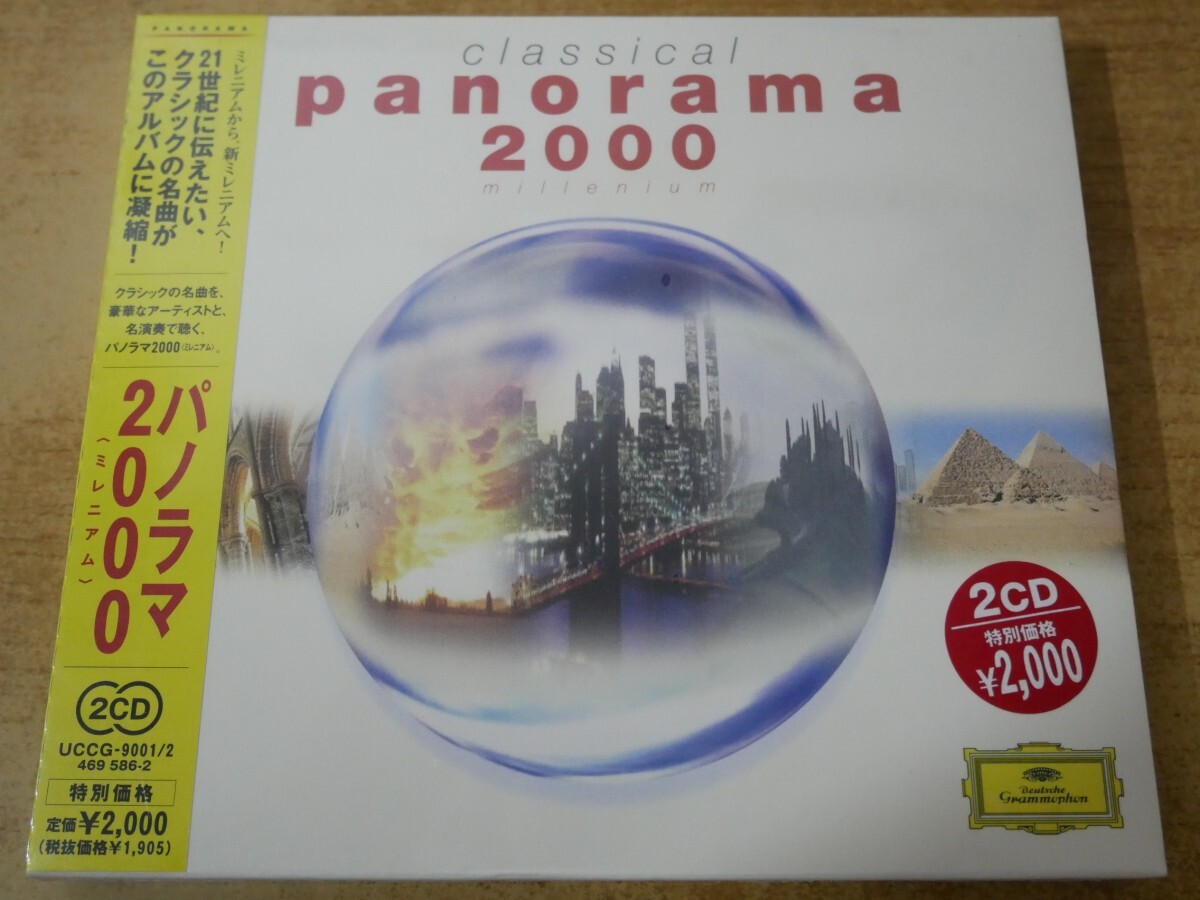 PANORAMA
ミレニアムから、新ミレニアムへ!
21世紀に伝えたい、
クラシックの名曲が
このアルバムに凝縮!
クラシックの名曲を、
豪華なアーティストと、
名演奏で聴く、
パノラマ2000〈ミレニアム〉。
パノラマ
2000
〈ミレニアム〉
2CD
UCCG-9001/2
469 586-2
特別価格
定価¥2,000
(税抜価格¥1,905)
classical
panorama
2000
millenium
2CD
特別価格
¥2,000
Deutsche
Grammophon